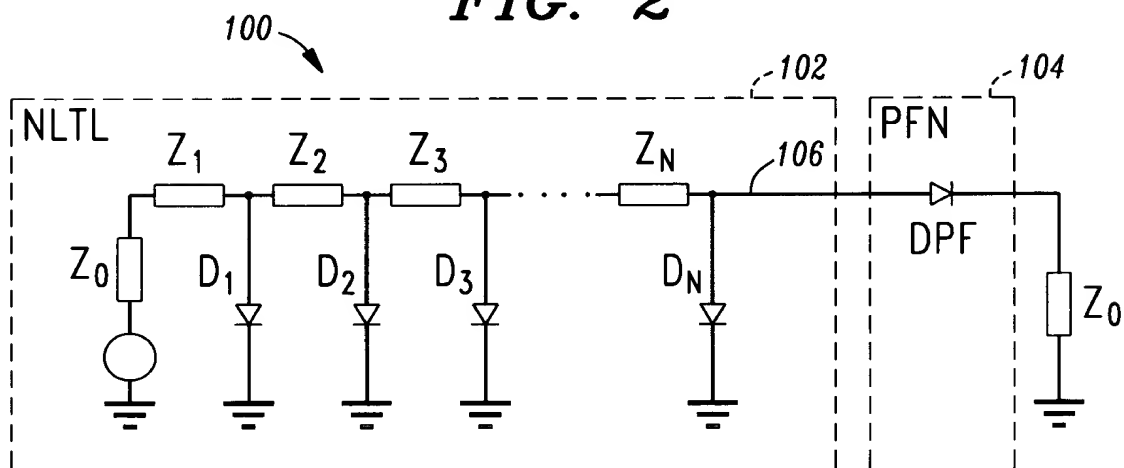 FIG. 2
100
102
104
NLTL
PFN
Z1
Z2
Z3
ZN
106
. . . . .
DPF
Z0
D1
D2
D3
DN
Z0